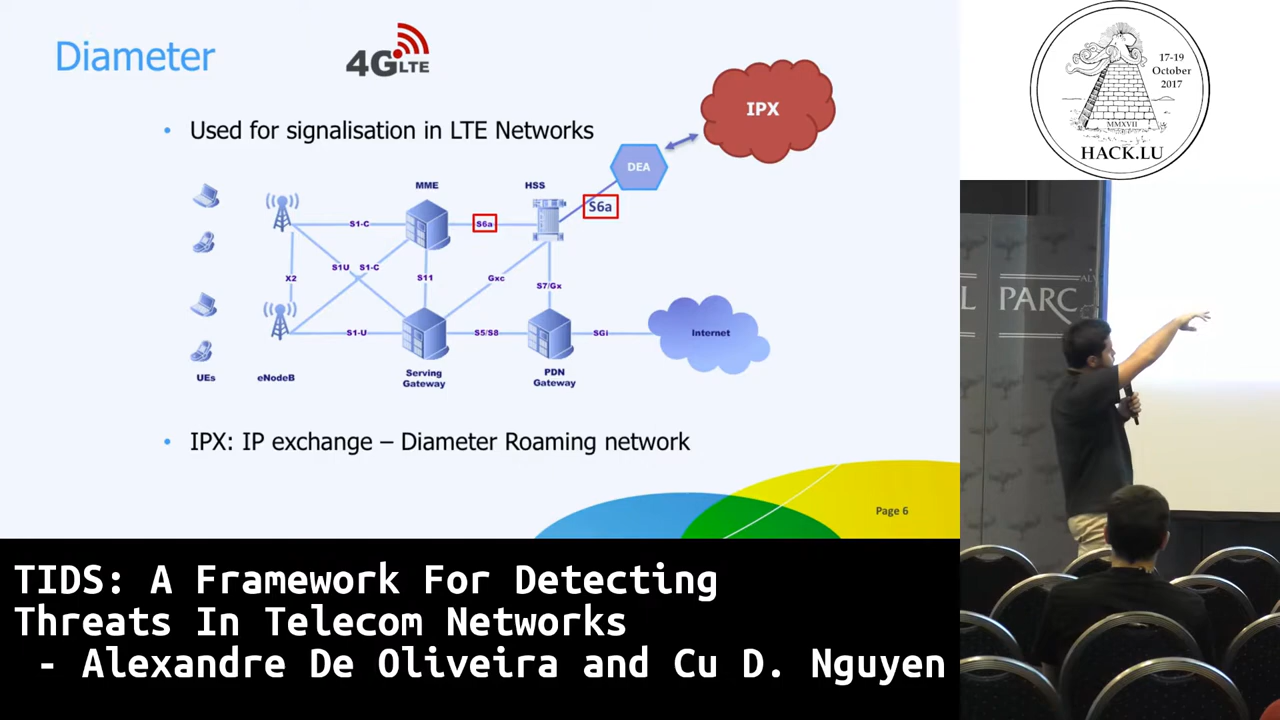 Diameter
4G LTE
• Used for signalisation in LTE Networks
IPX
DEA
S6a
MME
HSS
S1-C
S6a
S1U
S1-C
X2
S11
Gxc
S7/Gx
S1-U
S5/S8
SGi
Internet
UEs
eNodeB
Serving
Gateway
PDN
Gateway
• IPX: IP exchange – Diameter Roaming network
Page 6
17-19
October
2017
MMXVII
HACK.LU
PARC
TIDS: A Framework For Detecting
Threats In Telecom Networks
- Alexandre De Oliveira and Cu D. Nguyen